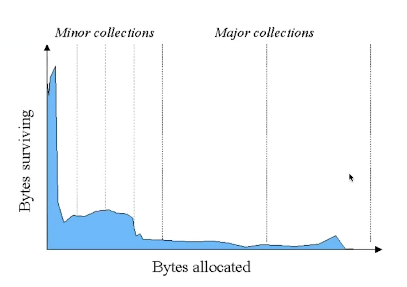 Minor collections
Major collections
Bytes surviving
Bytes allocated